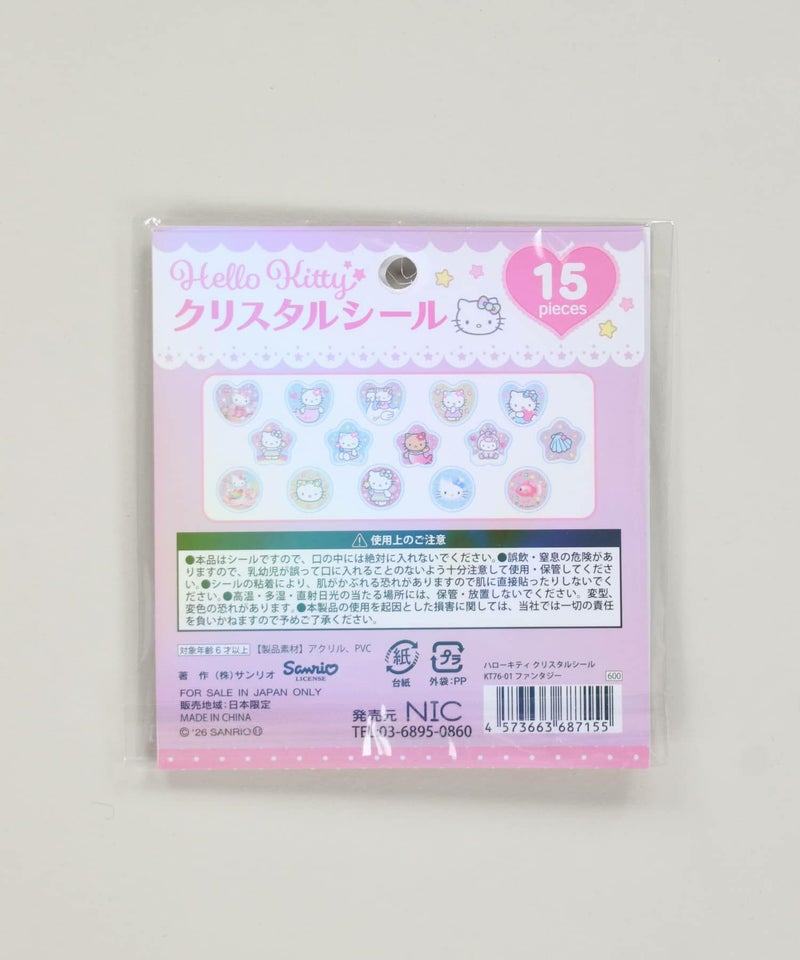 Hello Kitty
クリスタルシール
15
pieces
⚠使用上のご注意
●本品はシールですので、口の中には絶対に入れないでください。●誤飲・窒息の危険があ
りますので、乳幼児が誤って口に入れることのないよう十分注意して使用・保管してくださ
い。●シールの粘着により、肌がかぶれる恐れがありますので肌に直接貼ったりしないでく
ださい。●高温・多湿・直射日光の当たる場所には、保管・放置しないでください。変型、
変色の恐れがあります。●本製品の使用を起因とした損害に関しては、当社では一切の責任
を負いかねますので予めご了承ください。
対象年齢6才以上 【製品素材】アクリル、PVC
著 作 (株)サンリオ Sanrio
LICENSE
FOR SALE IN JAPAN ONLY
販売地域:日本限定
MADE IN CHINA
©'26 SANRIO
紙
台紙
プラ
外袋:PP
発売元 NIC
TEL 03-6895-0860
ハローキティ クリスタルシール
KT76-01 ファンタジー 600
4 573663 687155